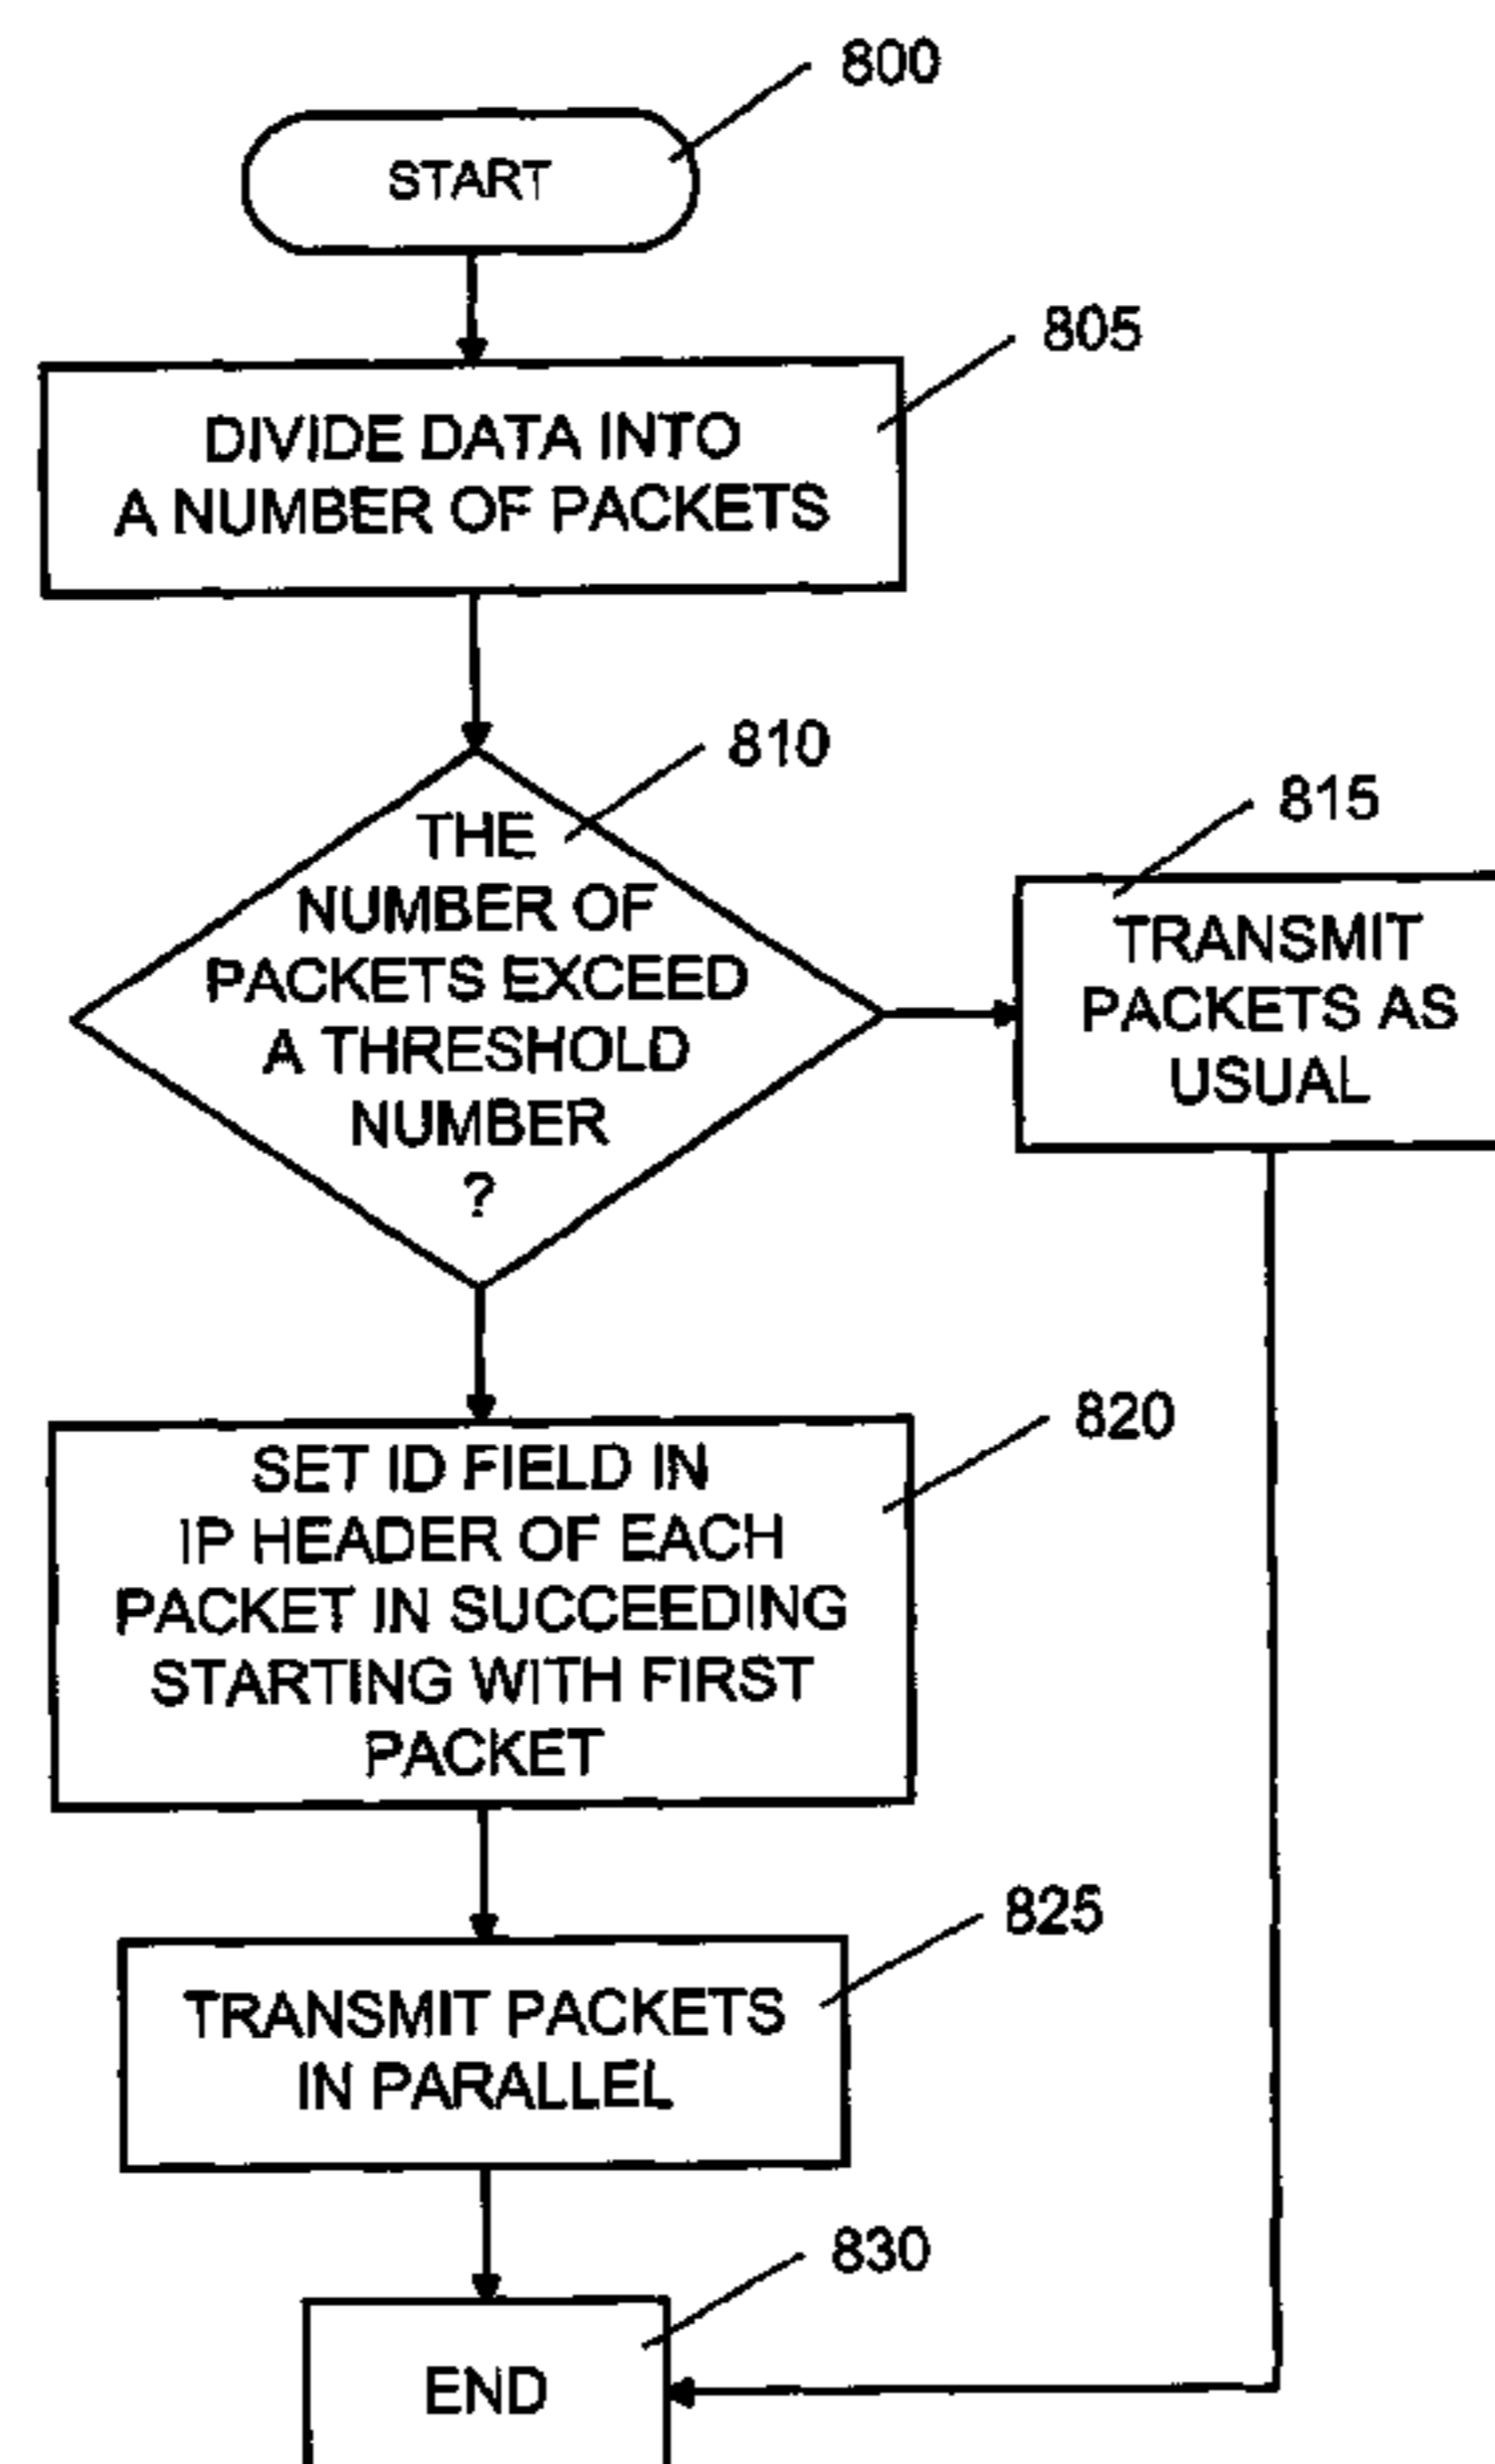 800
START
805
DIVIDE DATA INTO
A NUMBER OF PACKETS
810
THE
NUMBER OF
PACKETS EXCEED
A THRESHOLD
NUMBER
?
815
TRANSMIT
PACKETS AS
USUAL
820
SET ID FIELD IN
IP HEADER OF EACH
PACKET IN SUCCEEDING
STARTING WITH FIRST
PACKET
825
TRANSMIT PACKETS
IN PARALLEL
830
END